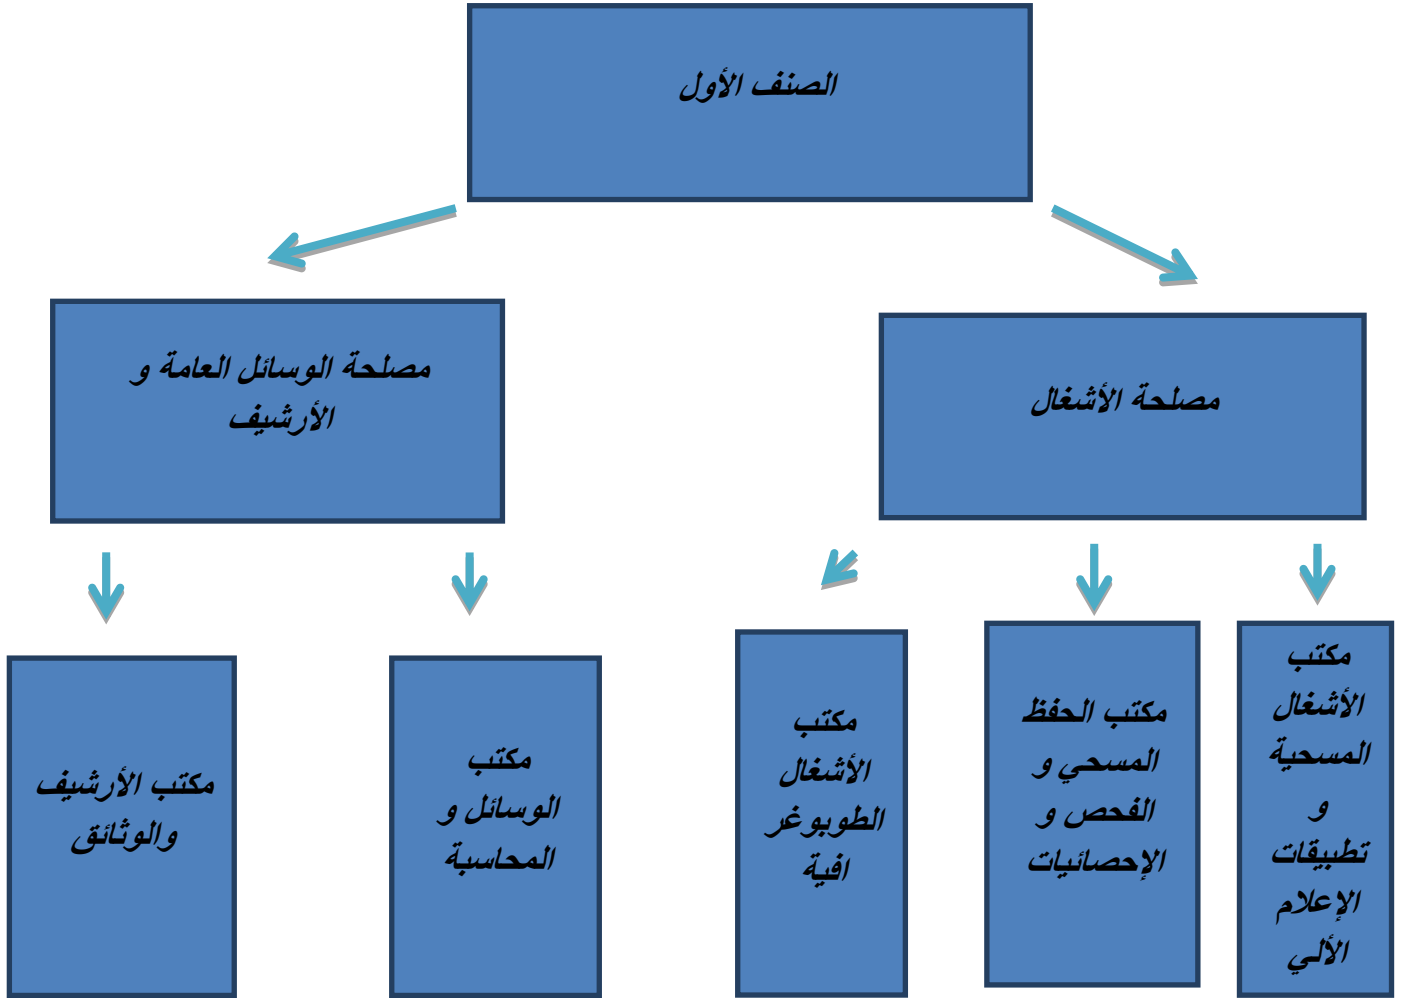 الصنف الأول
مصلحة الأشغال
مصلحة الوسائل العامة و
الأرشيف
مكتب
الأشغال
المسحية
و
تطبيقات
الإعلام
الألي
مكتب الحفظ
المسحي و
الفحص و
الإحصائيات
مكتب
الأشغال
الطوبوغر
افية
مكتب
الوسائل و
المحاسبة
مكتب الأرشيف
والوثائق